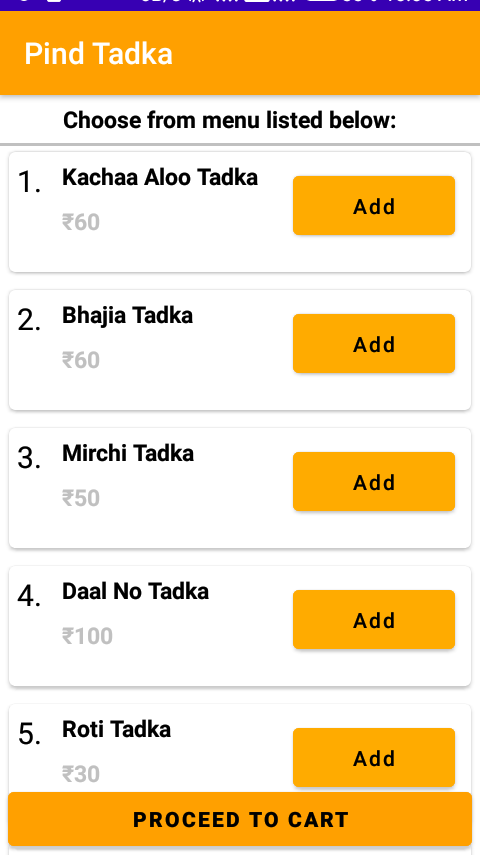 Pind Tadka
Choose from menu listed below:
1.
Kachaa Aloo Tadka
₹60
Add
2.
Bhajia Tadka
₹60
Add
3.
Mirchi Tadka
₹50
Add
4.
Daal No Tadka
₹100
Add
5.
Roti Tadka
₹30
Add
PROCEED TO CART